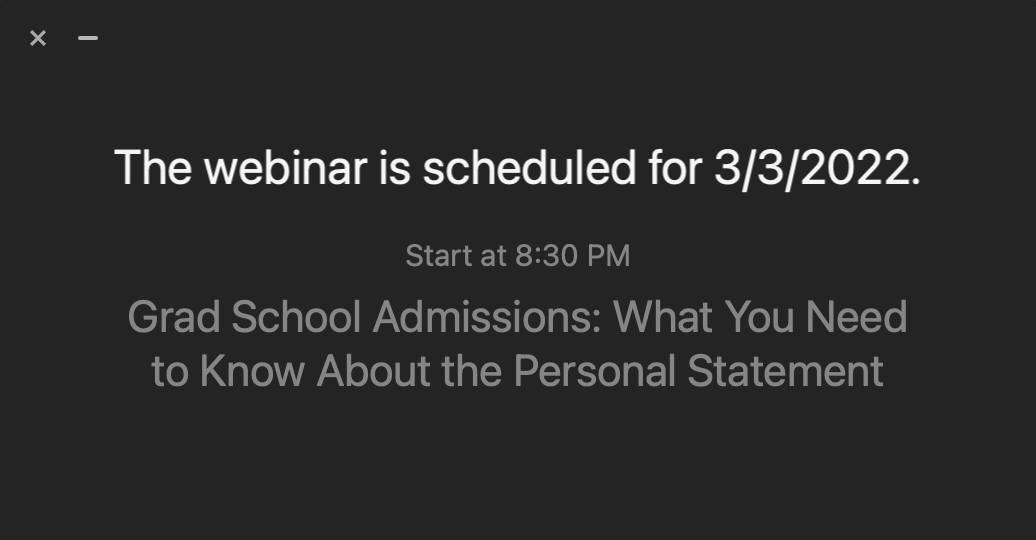 The webinar is scheduled for 3/3/2022.
Start at 8:30 PM
Grad School Admissions: What You Need
to Know About the Personal Statement